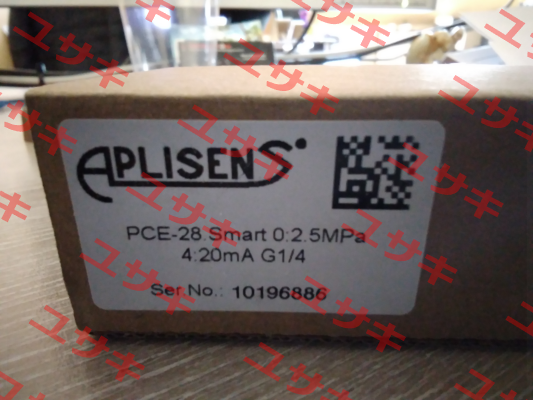 APLISENS
PCE-28.Smart 0:2.5MPa
4:20mA G1/4
Ser.No.: 10196886
ユサキ